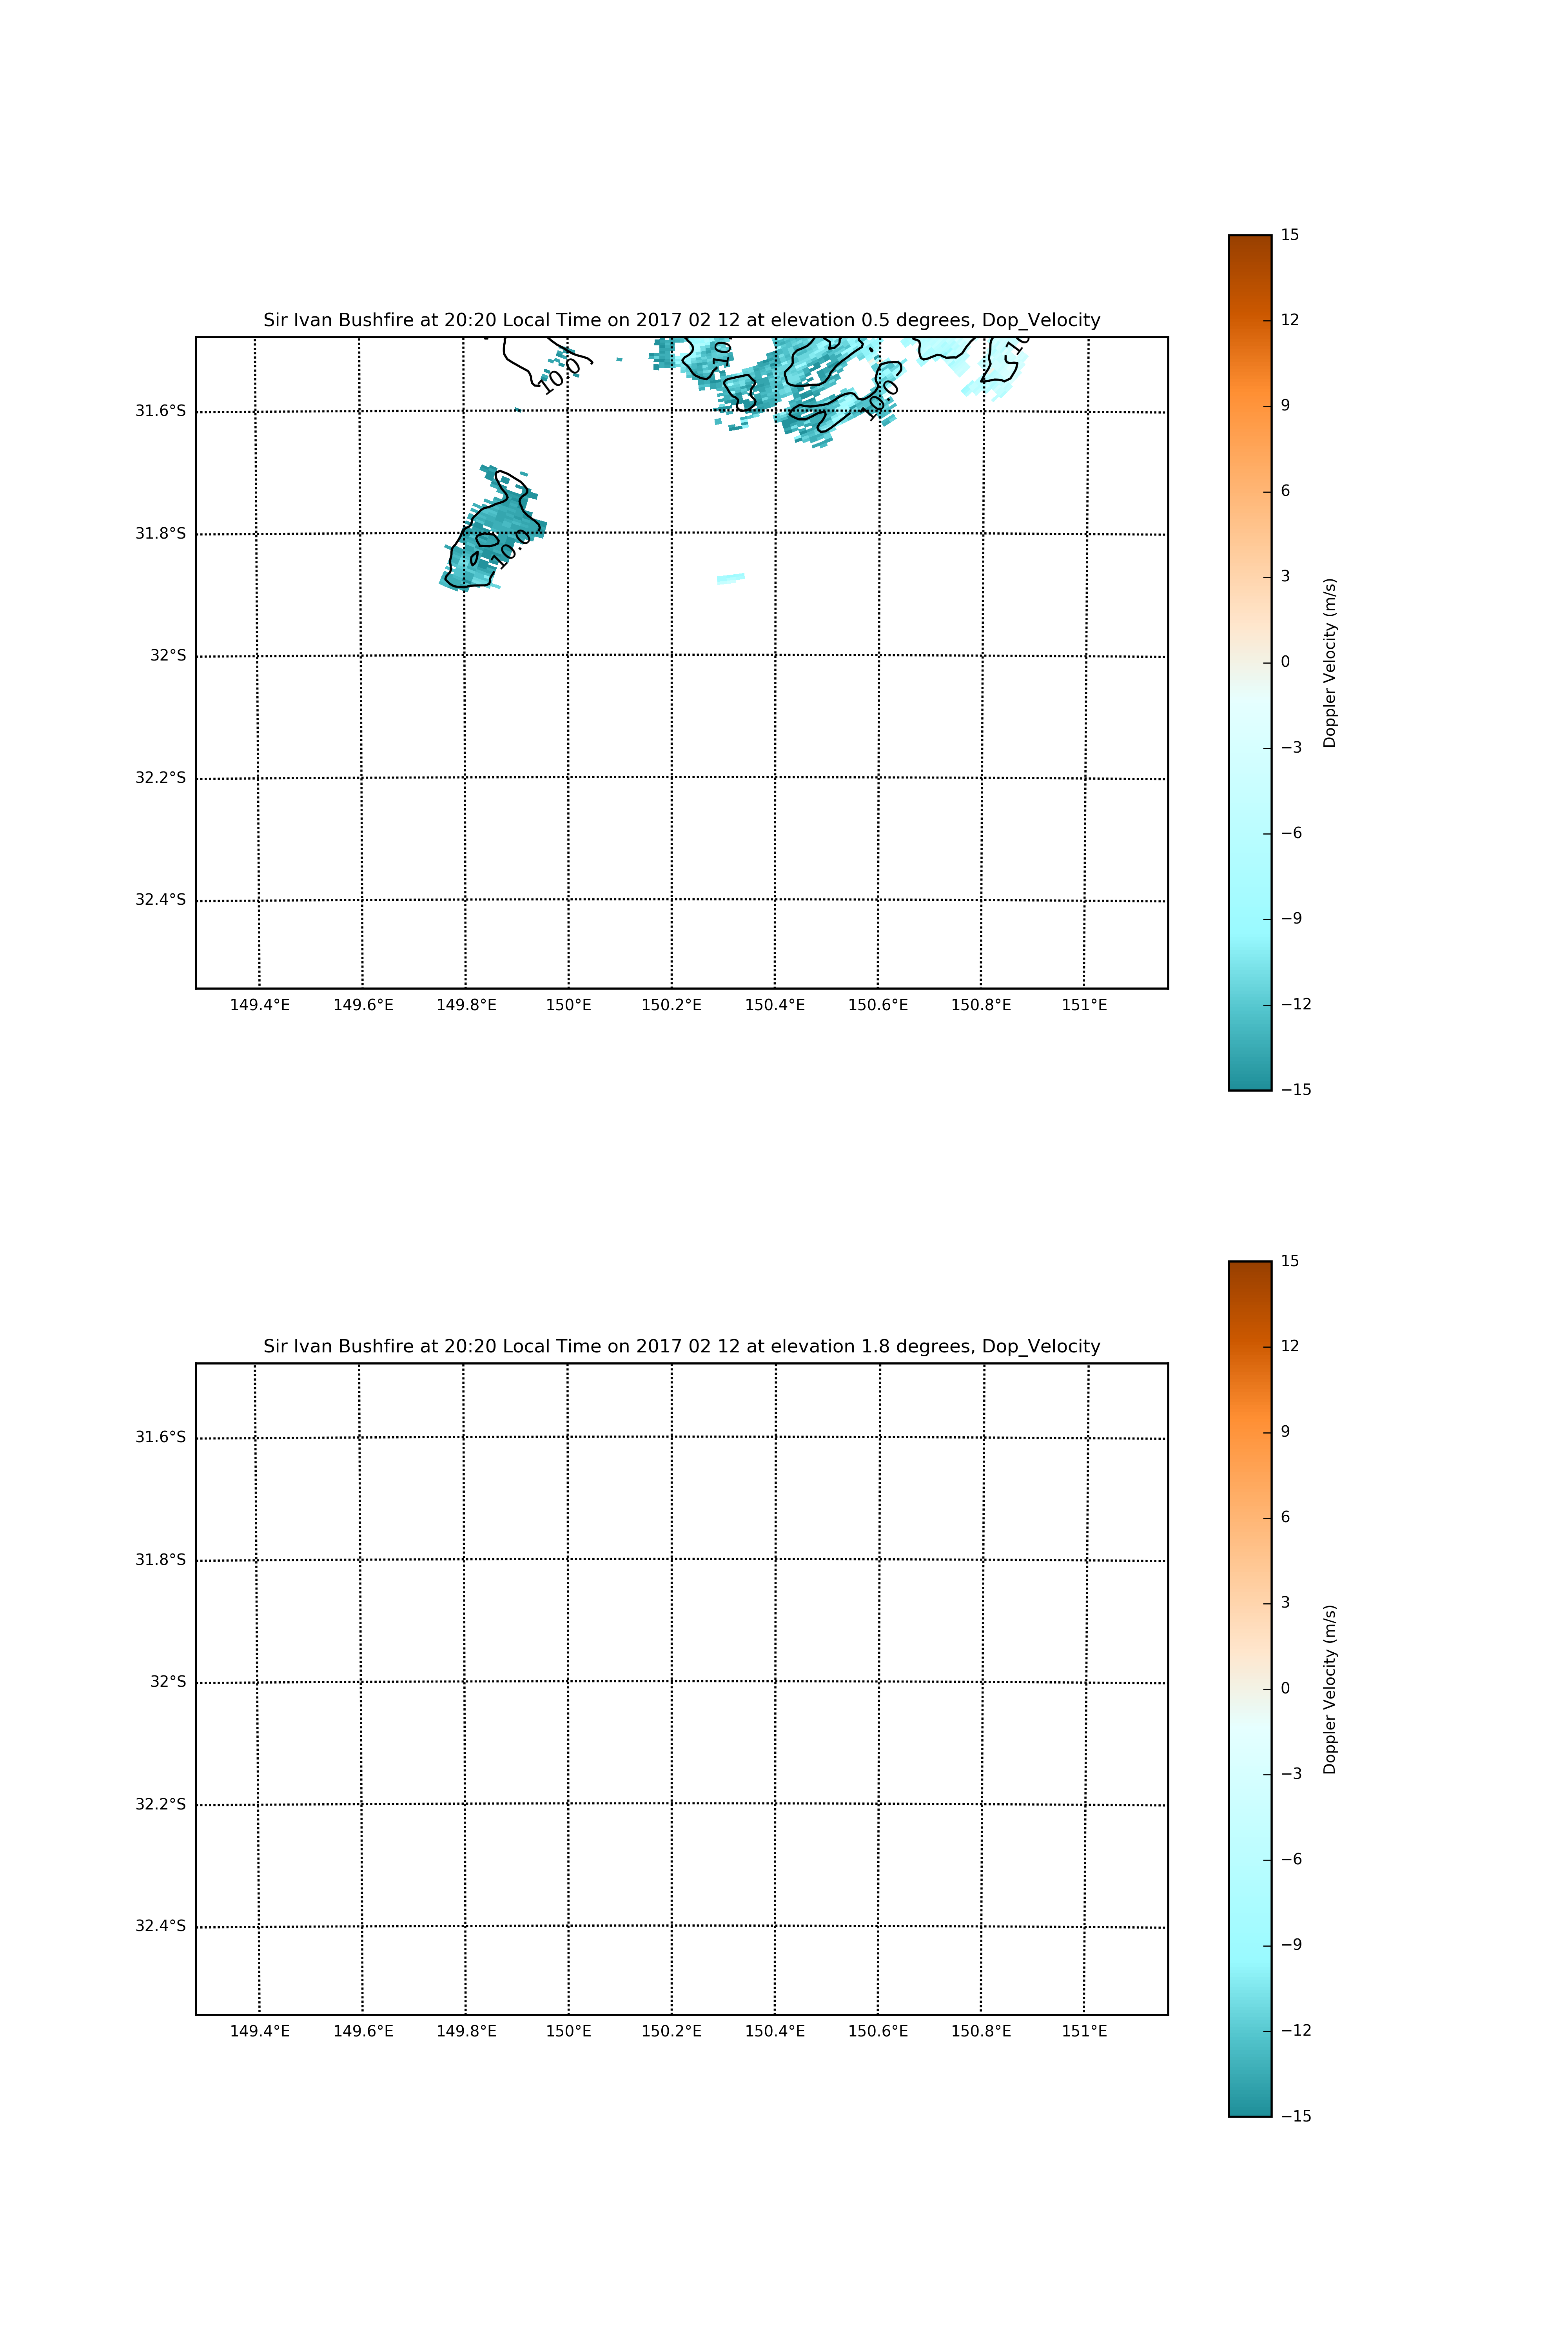 Sir Ivan Bushfire at 20:20 Local Time on 2017 02 12 at elevation 0.5 degrees, Dop_Velocity
10.0
10
10.0
10
10.0
31.6°S
31.8°S
32°S
32.2°S
32.4°S
149.4°E 149.6°E 149.8°E 150°E 150.2°E 150.4°E 150.6°E 150.8°E 151°E
15
12
9
6
3
0
−3
−6
−9
−12
−15
Doppler Velocity (m/s)
Sir Ivan Bushfire at 20:20 Local Time on 2017 02 12 at elevation 1.8 degrees, Dop_Velocity
31.6°S
31.8°S
32°S
32.2°S
32.4°S
149.4°E 149.6°E 149.8°E 150°E 150.2°E 150.4°E 150.6°E 150.8°E 151°E
15
12
9
6
3
0
−3
−6
−9
−12
−15
Doppler Velocity (m/s)